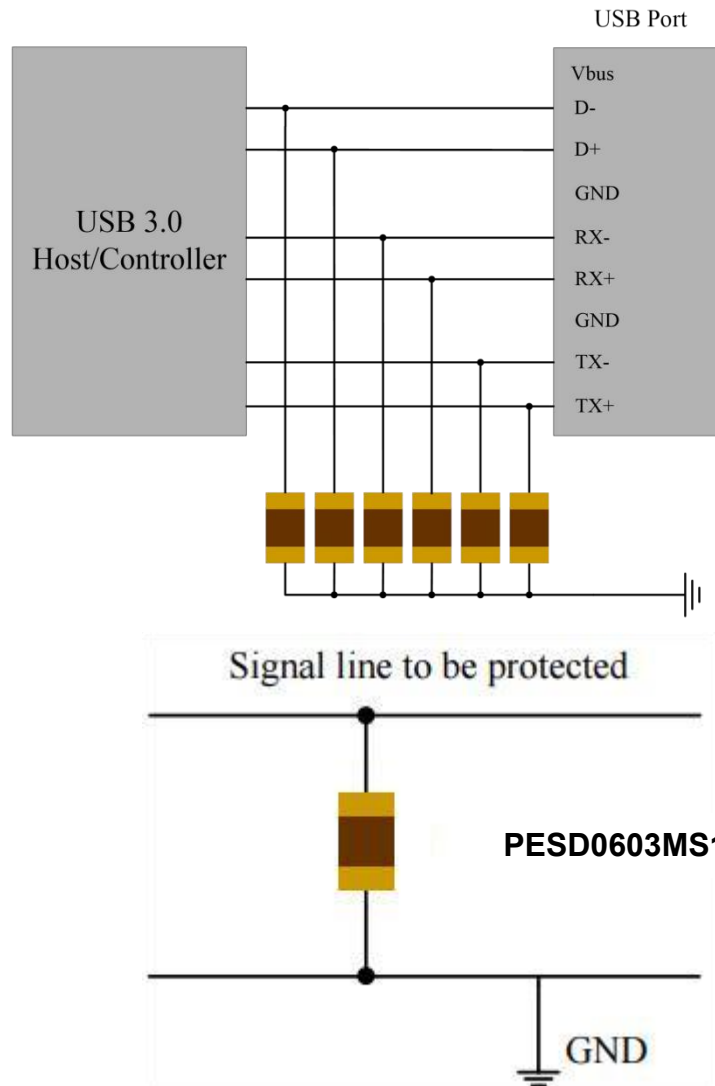 USB Port
Vbus
D-
D+
GND
RX-
RX+
GND
TX-
TX+
USB 3.0
Host/Controller
Signal line to be protected
PESD0603MS1
GND